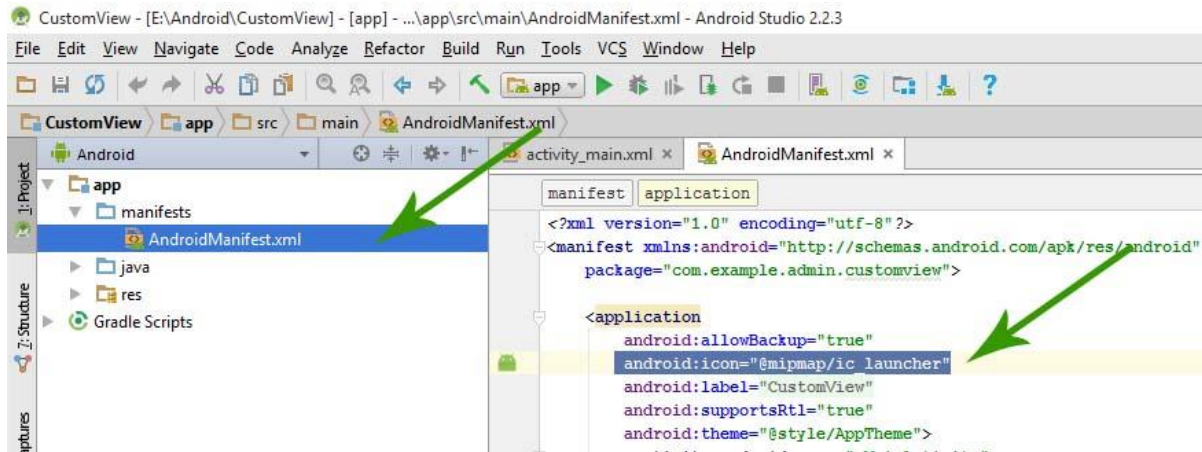 CustomView - [E:\Android\CustomView] - [app] - ...\app\src\main\AndroidManifest.xml - Android Studio 2.2.3
File Edit View Navigate Code Analyze Refactor Build Run Tools VCS Window Help
app
CustomView app src main AndroidManifest.xml
Android
activity_main.xml AndroidManifest.xml
1: Project
7: Structure
app
manifests
AndroidManifest.xml
java
res
Gradle Scripts
manifest application
<?xml version="1.0" encoding="utf-8"?>
<manifest xmlns:android="http://schemas.android.com/apk/res/android"
package="com.example.admin.customview">
<application
android:allowBackup="true"
android:icon="@mipmap/ic_launcher"
android:label="CustomView"
android:supportsRtl="true"
android:theme="@style/AppTheme">